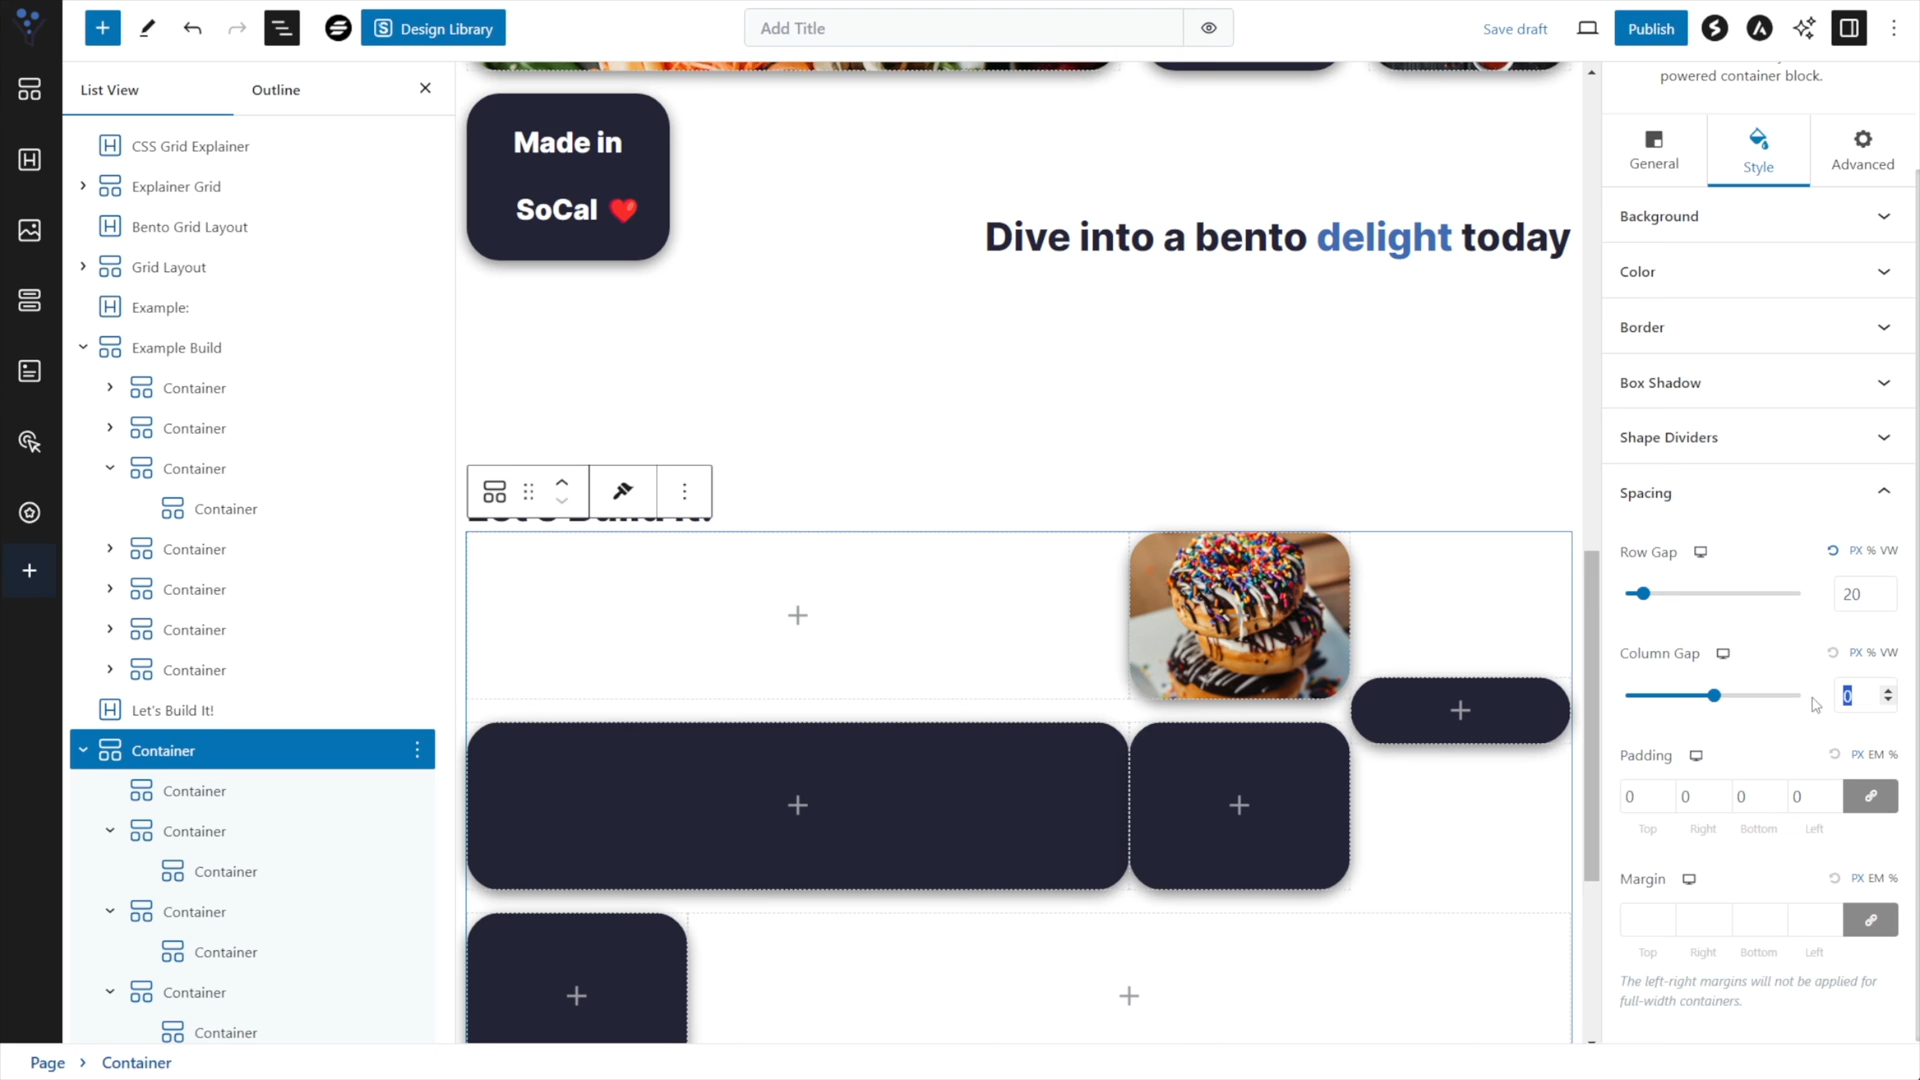 Design Library
Add Title
Save draft
Publish
List View
Outline
CSS Grid Explainer
Explainer Grid
Bento Grid Layout
Grid Layout
Example:
Example Build
Container
Container
Container
Container
Container
Container
Container
Container
Let's Build It!
Container
Container
Container
Container
Container
Container
Container
Container
Made in
SoCal ❤️
Dive into a bento delight today
Let's Build It!
powered container block.
General
Style
Advanced
Background
Color
Border
Box Shadow
Shape Dividers
Spacing
Row Gap PX % VW
20
Column Gap PX % VW
0
Padding PX EM %
0 0 0 0
Top Right Bottom Left
Margin PX EM %
Top Right Bottom Left
The left-right margins will not be applied for
full-width containers.
Page > Container